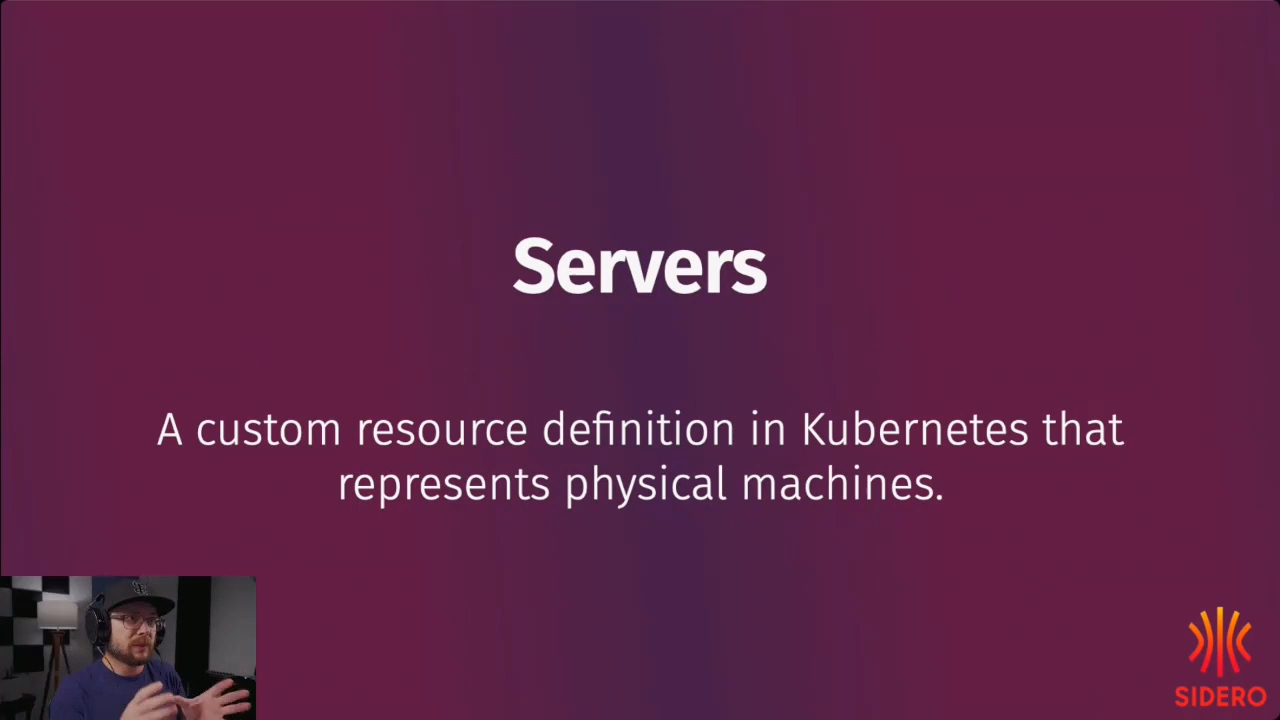 Servers
A custom resource definition in Kubernetes that
represents physical machines.
SIDERO